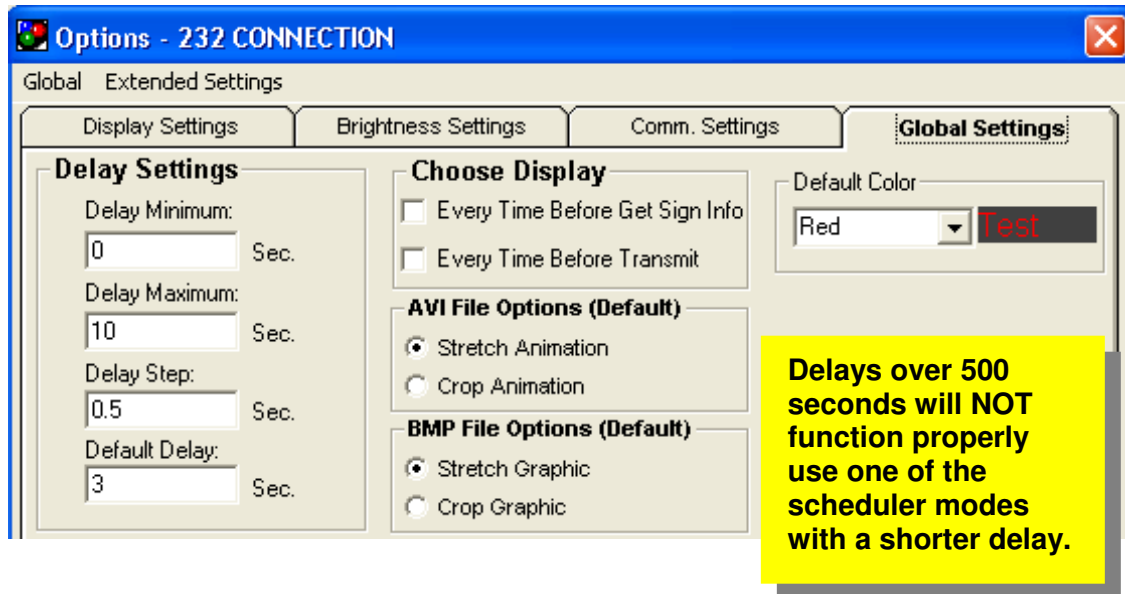 Options - 232 CONNECTION
Global Extended Settings
Display Settings
Brightness Settings
Comm. Settings
Global Settings
Delay Settings
Delay Minimum:
0 Sec.
Delay Maximum:
10 Sec.
Delay Step:
0.5 Sec.
Default Delay:
3 Sec.
Choose Display
Every Time Before Get Sign Info
Every Time Before Transmit
AVI File Options (Default)
Stretch Animation
Crop Animation
BMP File Options (Default)
Stretch Graphic
Crop Graphic
Default Color
Red Test
Delays over 500
seconds will NOT
function properly
use one of the
scheduler modes
with a shorter delay.